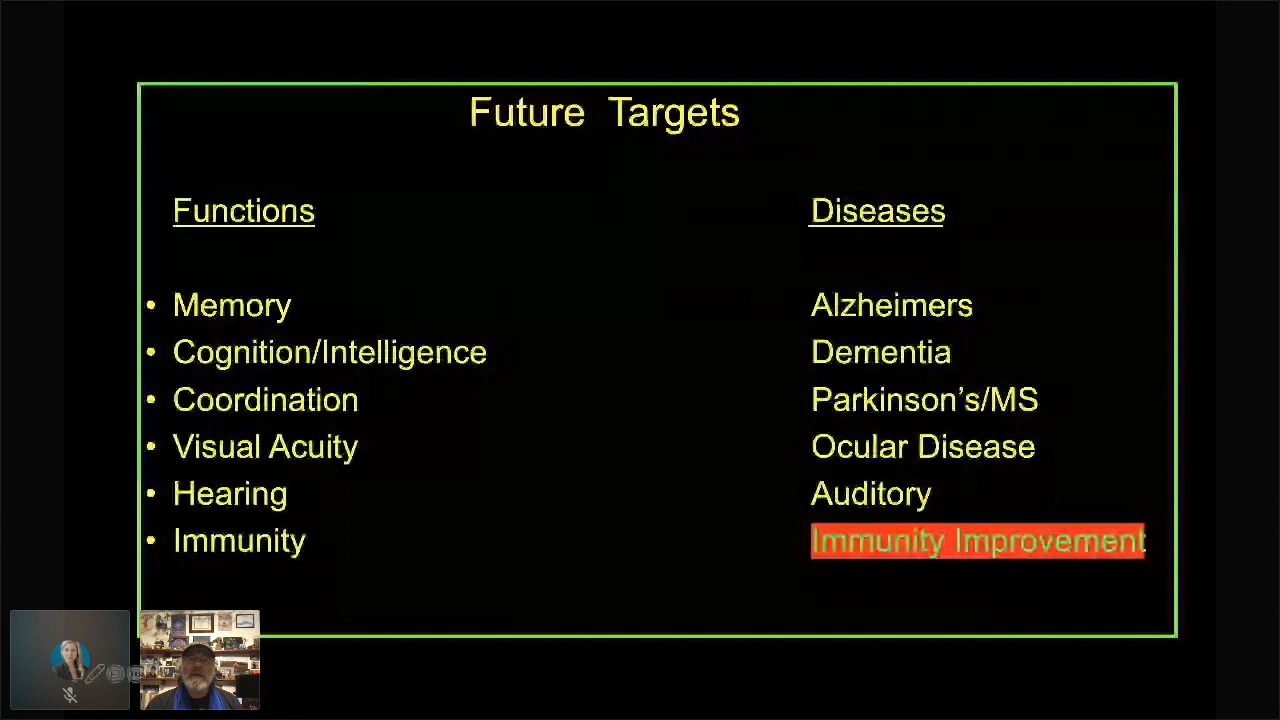 Future Targets
Functions Diseases
• Memory Alzheimers
• Cognition/Intelligence Dementia
• Coordination Parkinson’s/MS
• Visual Acuity Ocular Disease
• Hearing Auditory
• Immunity Immunity Improvement